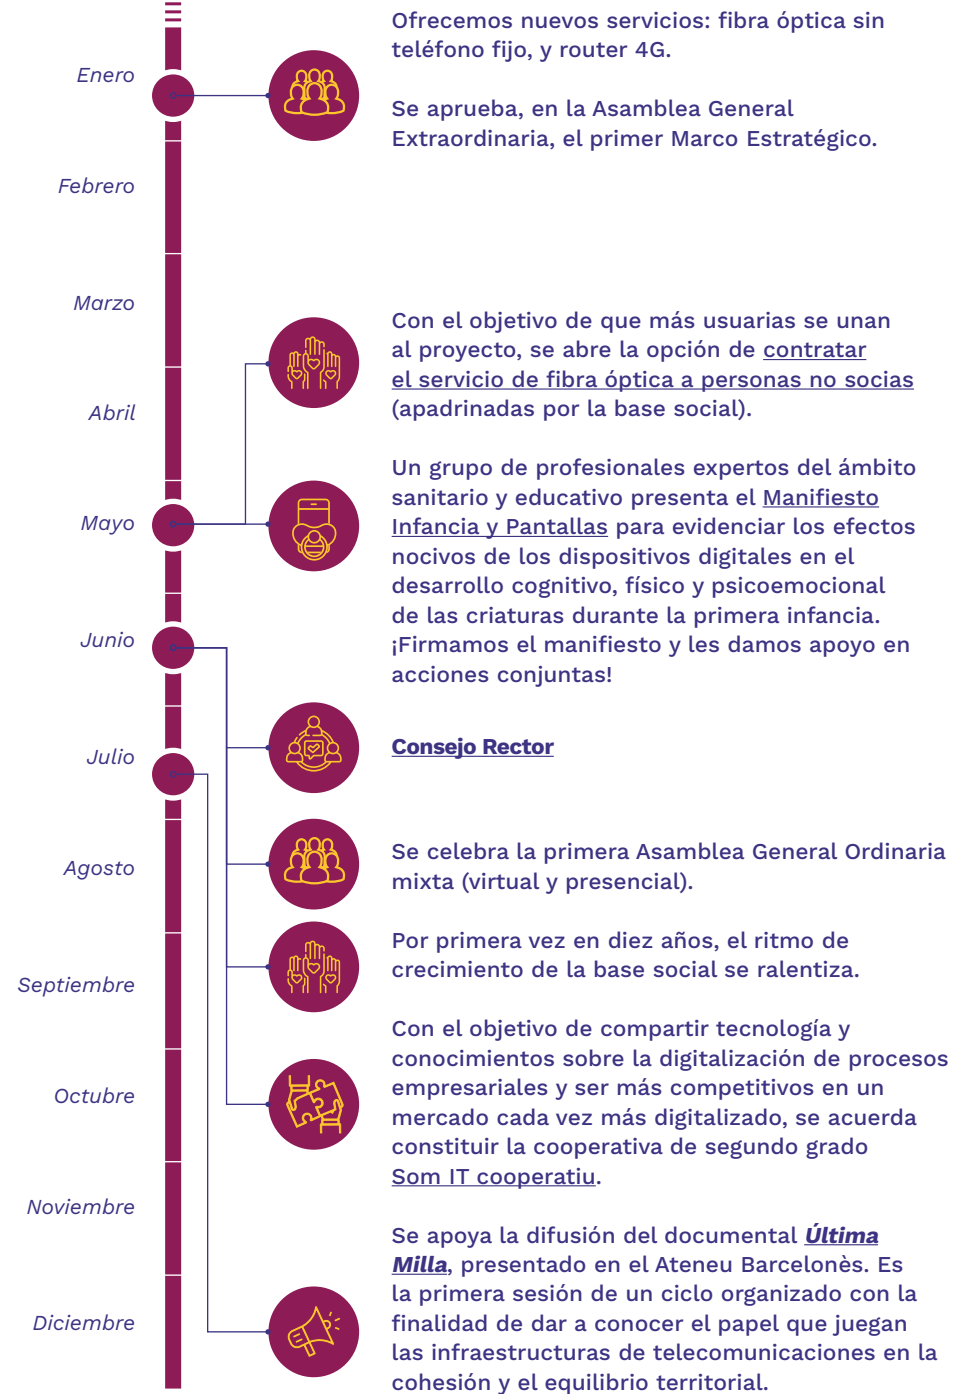 Enero
Febrero
Marzo
Abril
Mayo
Junio
Julio
Agosto
Septiembre
Octubre
Noviembre
Diciembre
Ofrecemos nuevos servicios: fibra óptica sin
teléfono fijo, y router 4G.
Se aprueba, en la Asamblea General
Extraordinaria, el primer Marco Estratégico.
Con el objetivo de que más usuarias se unan
al proyecto, se abre la opción de contratar
el servicio de fibra óptica a personas no socias
(apadrinadas por la base social).
Un grupo de profesionales expertos del ámbito
sanitario y educativo presenta el Manifiesto
Infancia y Pantallas para evidenciar los efectos
nocivos de los dispositivos digitales en el
desarrollo cognitivo, físico y psicoemocional
de las criaturas durante la primera infancia.
¡Firmamos el manifiesto y les damos apoyo en
acciones conjuntas!
Consejo Rector
Se celebra la primera Asamblea General Ordinaria
mixta (virtual y presencial).
Por primera vez en diez años, el ritmo de
crecimiento de la base social se ralentiza.
Con el objetivo de compartir tecnología y
conocimientos sobre la digitalización de procesos
empresariales y ser más competitivos en un
mercado cada vez más digitalizado, se acuerda
constituir la cooperativa de segundo grado
Som IT cooperatiu.
Se apoya la difusión del documental Última
Milla, presentado en el Ateneu Barcelonès. Es
la primera sesión de un ciclo organizado con la
finalidad de dar a conocer el papel que juegan
las infraestructuras de telecomunicaciones en la
cohesión y el equilibrio territorial.